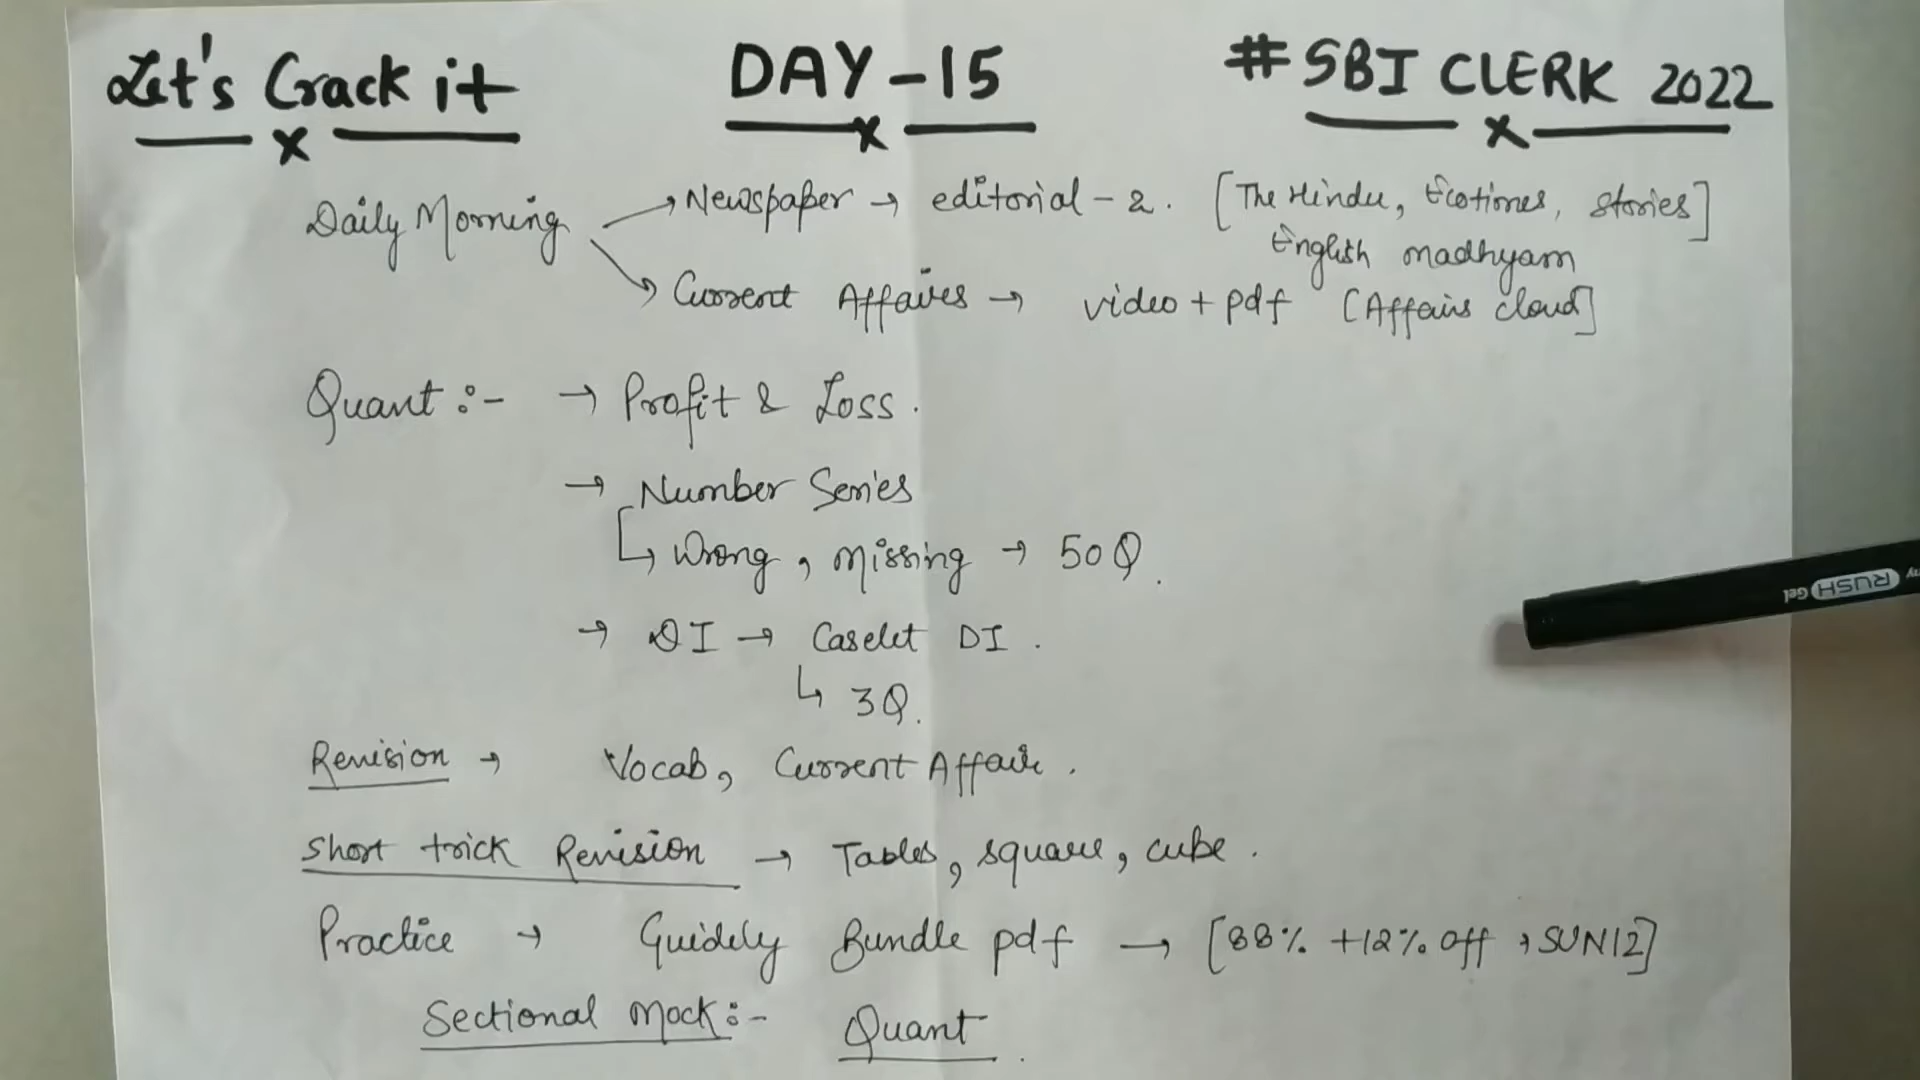 Let's Crack it DAY-15 #SBI CLERK 2022
Daily Morning → Newspaper → editorial - 2. [The Hindu, Ecotimes, stories]
English madhyam
→ Current Affaires → video + pdf [Affairs cloud]
Quant :- → Profit & Loss.
→ Number Series
↳ Wrong, missing → 50Q.
→ DI → Caselet DI.
↳ 3Q.
Revision → Vocab, Current Affair.
Short trick Revision → Tables, square, cube.
Practice → Guidely Bundle pdf → [88% +12% off, SUN12]
Sectional Mock :- Quant.
RUSH Gel